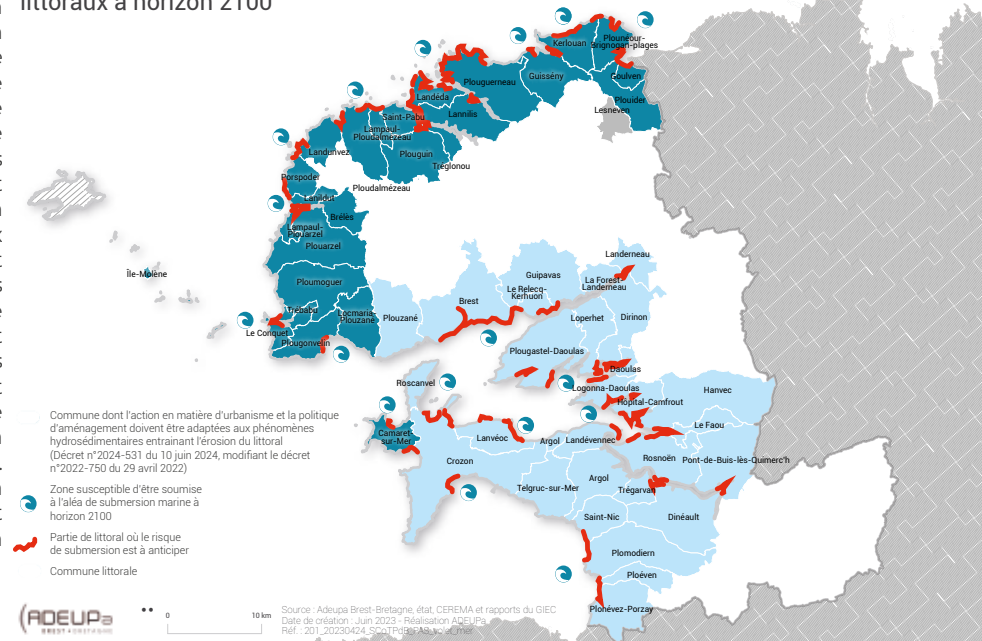 littoraux à horizon 2100
Plounéour-
Brignogan-plages
Kerlouan
Goulven
Guissény
Plouguerneau
Plouider
Landéda
Lesneven
Lannilis
Saint-Pabu
Lampaul-
Ploudalmézeau
Landunvez
Plouguin
Tréglonou
Porspoder
Ploudalmézeau
Lanildut
Brélès
Lampaul-
Plouarzel
Plouarzel
Île-Molène
Ploumoguer
Trébabu
Locmaria-
Plouzané
Le Conquet
Plougonvelin
Plouzané
Brest
Guipavas
Le Relecq-
Kerhuon
Landerneau
La Forest-
Landerneau
Loperhet
Dirinon
Plougastel-Daoulas
Daoulas
Logonna-Daoulas
Hôpital-Camfrout
Hanvec
Roscanvel
Le Faou
Camaret-
sur-Mer
Lanvéoc
Argol
Landévennec
Rosnoën
Pont-de-Buis-lès-Quimerc'h
Crozon
Telgruc-sur-Mer
Argol
Trégarvan
Saint-Nic
Dinéault
Plomodiern
Ploéven
Plonévez-Porzay
Commune dont l'action en matière d'urbanisme et la politique
d'aménagement doivent être adaptées aux phénomènes
hydrosédimentaires entrainant l'érosion du littoral
(Décret n°2024-531 du 10 juin 2024, modifiant le décret
n°2022-750 du 29 avril 2022)
Zone susceptible d'être soumise
à l'aléa de submersion marine à
horizon 2100
Partie de littoral où le risque
de submersion est à anticiper
Commune littorale
ADEUPa
BREST • BRETAGNE
0 10 km
Source : Adeupa Brest-Bretagne, état, CEREMA et rapports du GIEC
Date de création : Juin 2023 - Réalisation ADEUPa